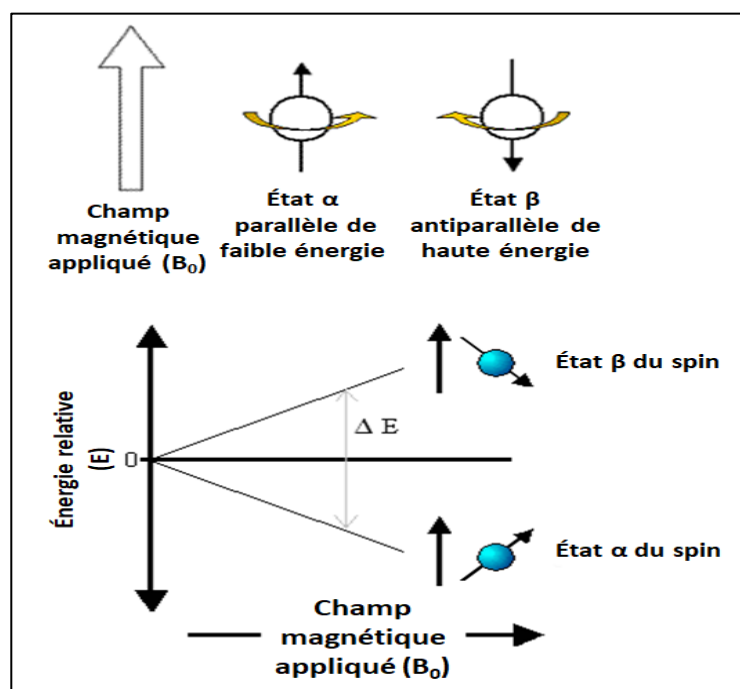 Champ
magnétique
appliqué (B₀)
État α
parallèle de
faible énergie
État β
antiparallèle de
haute énergie
Énergie relative
(E)
0
Δ E
État β du spin
État α du spin
Champ
magnétique
appliqué (B₀)